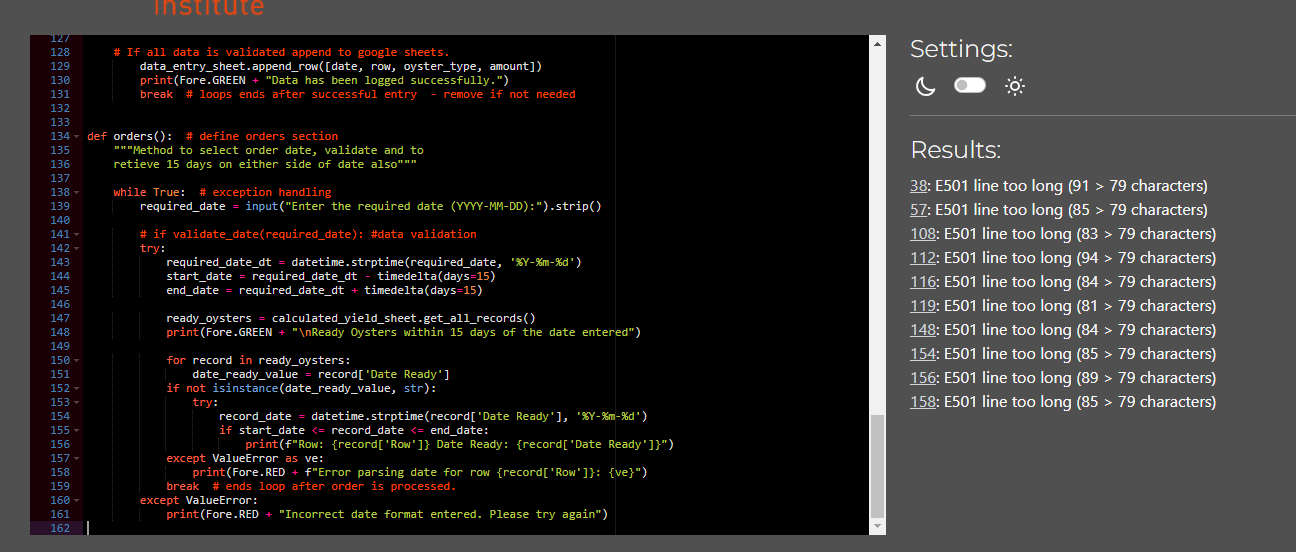 Institute
127
128 # If all data is validated append to google sheets.
129 data_entry_sheet.append_row([date, row, oyster_type, amount])
130 print(Fore.GREEN + "Data has been logged successfully.")
131 break # loops ends after successful entry - remove if not needed
132
133
134 def orders(): # define orders section
135 """Method to select order date, validate and to
136 retieve 15 days on either side of date also"""
137
138 while True: # exception handling
139 required_date = input("Enter the required date (YYYY-MM-DD):").strip()
140
141 # if validate_date(required_date): #data validation
142 try:
143 required_date_dt = datetime.strptime(required_date, '%Y-%m-%d')
144 start_date = required_date_dt - timedelta(days=15)
145 end_date = required_date_dt + timedelta(days=15)
146
147 ready_oysters = calculated_yield_sheet.get_all_records()
148 print(Fore.GREEN + "\nReady Oysters within 15 days of the date entered")
149
150 for record in ready_oysters:
151 date_ready_value = record['Date Ready']
152 if not isinstance(date_ready_value, str):
153 try:
154 record_date = datetime.strptime(record['Date Ready'], '%Y-%m-%d')
155 if start_date <= record_date <= end_date:
156 print(f"Row: {record['Row']} Date Ready: {record['Date Ready']}")
157 except ValueError as ve:
158 print(Fore.RED + f"Error parsing date for row {record['Row']}: {ve}")
159 break # ends loop after order is processed.
160 except ValueError:
161 print(Fore.RED + "Incorrect date format entered. Please try again")
162
Settings:
Results:
38: E501 line too long (91 > 79 characters)
57: E501 line too long (85 > 79 characters)
108: E501 line too long (83 > 79 characters)
112: E501 line too long (94 > 79 characters)
116: E501 line too long (84 > 79 characters)
119: E501 line too long (81 > 79 characters)
148: E501 line too long (84 > 79 characters)
154: E501 line too long (85 > 79 characters)
156: E501 line too long (89 > 79 characters)
158: E501 line too long (85 > 79 characters)